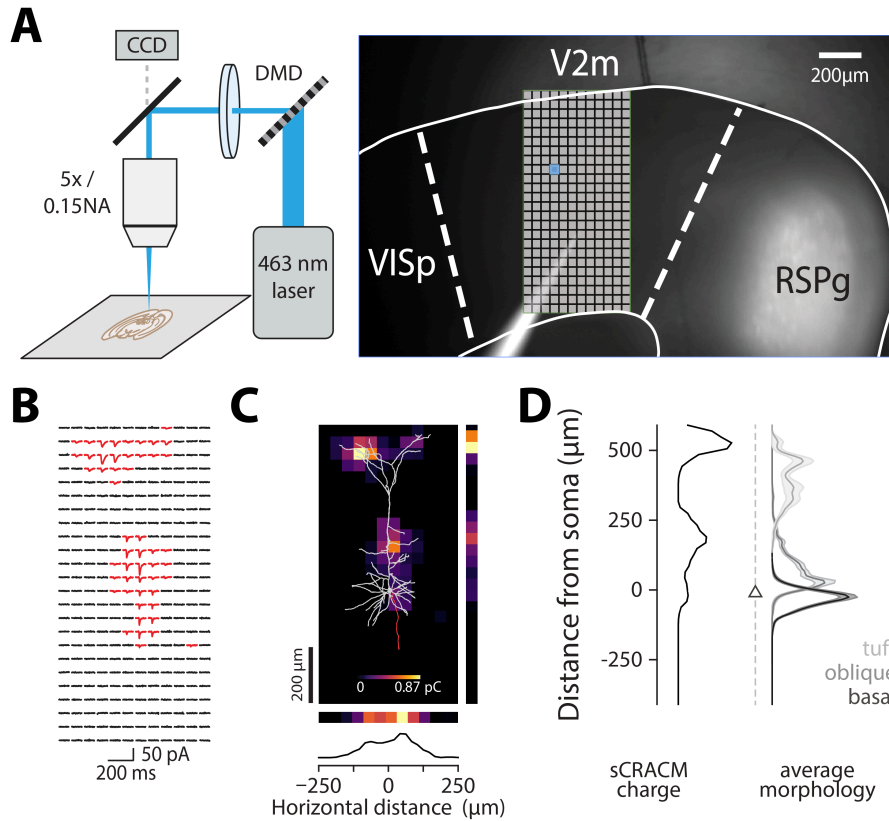 A
CCD
DMD
5x /
0.15NA
463 nm
laser
V2m
200µm
VISp
RSPg
B
50 pA
200 ms
C
200 µm
0 0.87 pC
−250 0 250
Horizontal distance (µm)
D
Distance from soma (µm)
500
250
0
-250
tuf
oblique
basa
sCRACM
charge
average
morphology